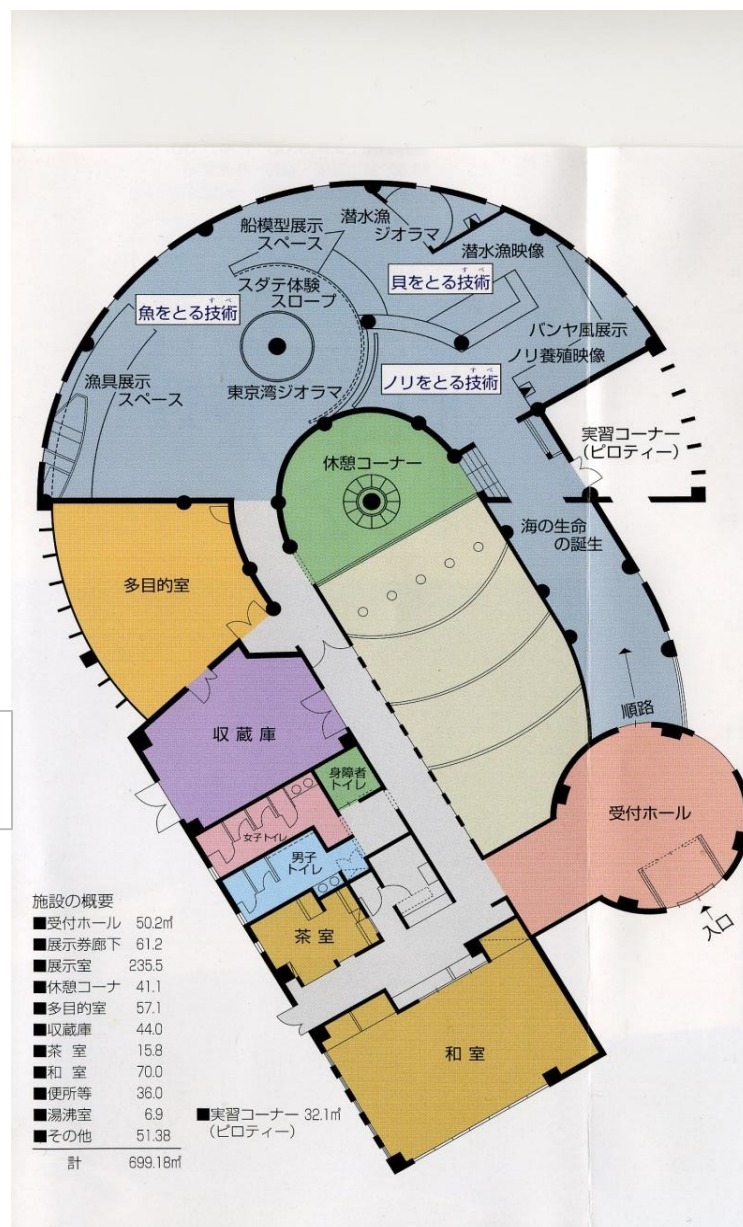 潜水漁
ジオラマ
船模型展示
スペース
潜水漁映像
スダテ体験
スロープ
すべ
貝をとる技術
すべ
魚をとる技術
バンヤ風展示
ノリ養殖映像
漁具展示
スペース
東京湾ジオラマ
すべ
ノリをとる技術
実習コーナー
(ピロティー)
休憩コーナー
海の生命
の誕生
多目的室
順路
収蔵庫
身障者
トイレ
受付ホール
女子トイレ
男子
トイレ
入口
茶室
和室
施設の概要
■受付ホール 50.2㎡
■展示券廊下 61.2
■展示室 235.5
■休憩コーナ 41.1
■多目的室 57.1
■収蔵庫 44.0
■茶 室 15.8
■和 室 70.0
■便所等 36.0
■湯沸室 6.9
■その他 51.38
計 699.18㎡
■実習コーナー 32.1㎡
(ピロティー)